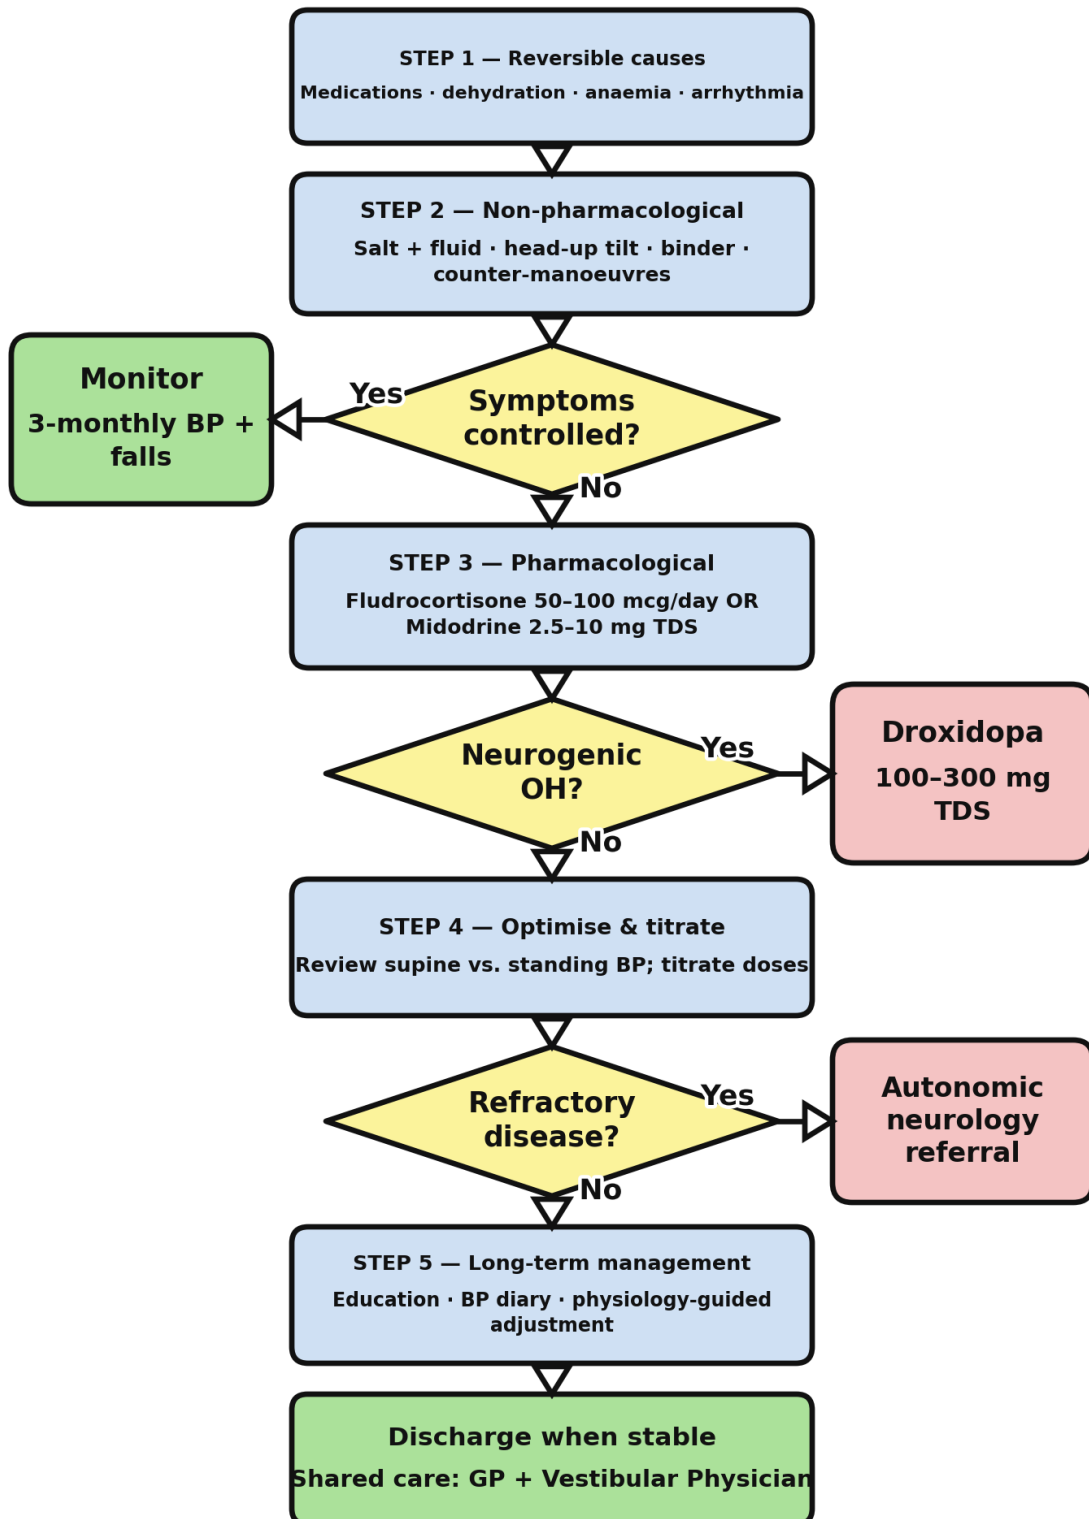 STEP 1 — Reversible causes
Medications · dehydration · anaemia · arrhythmia
STEP 2 — Non-pharmacological
Salt + fluid · head-up tilt · binder ·
counter-manoeuvres
Monitor
3-monthly BP +
falls
Yes
Symptoms
controlled?
No
STEP 3 — Pharmacological
Fludrocortisone 50–100 mcg/day OR
Midodrine 2.5–10 mg TDS
Neurogenic
OH?
Yes
Droxidopa
100–300 mg
TDS
No
STEP 4 — Optimise & titrate
Review supine vs. standing BP; titrate doses
Refractory
disease?
Yes
Autonomic
neurology
referral
No
STEP 5 — Long-term management
Education · BP diary · physiology-guided
adjustment
Discharge when stable
Shared care: GP + Vestibular Physician